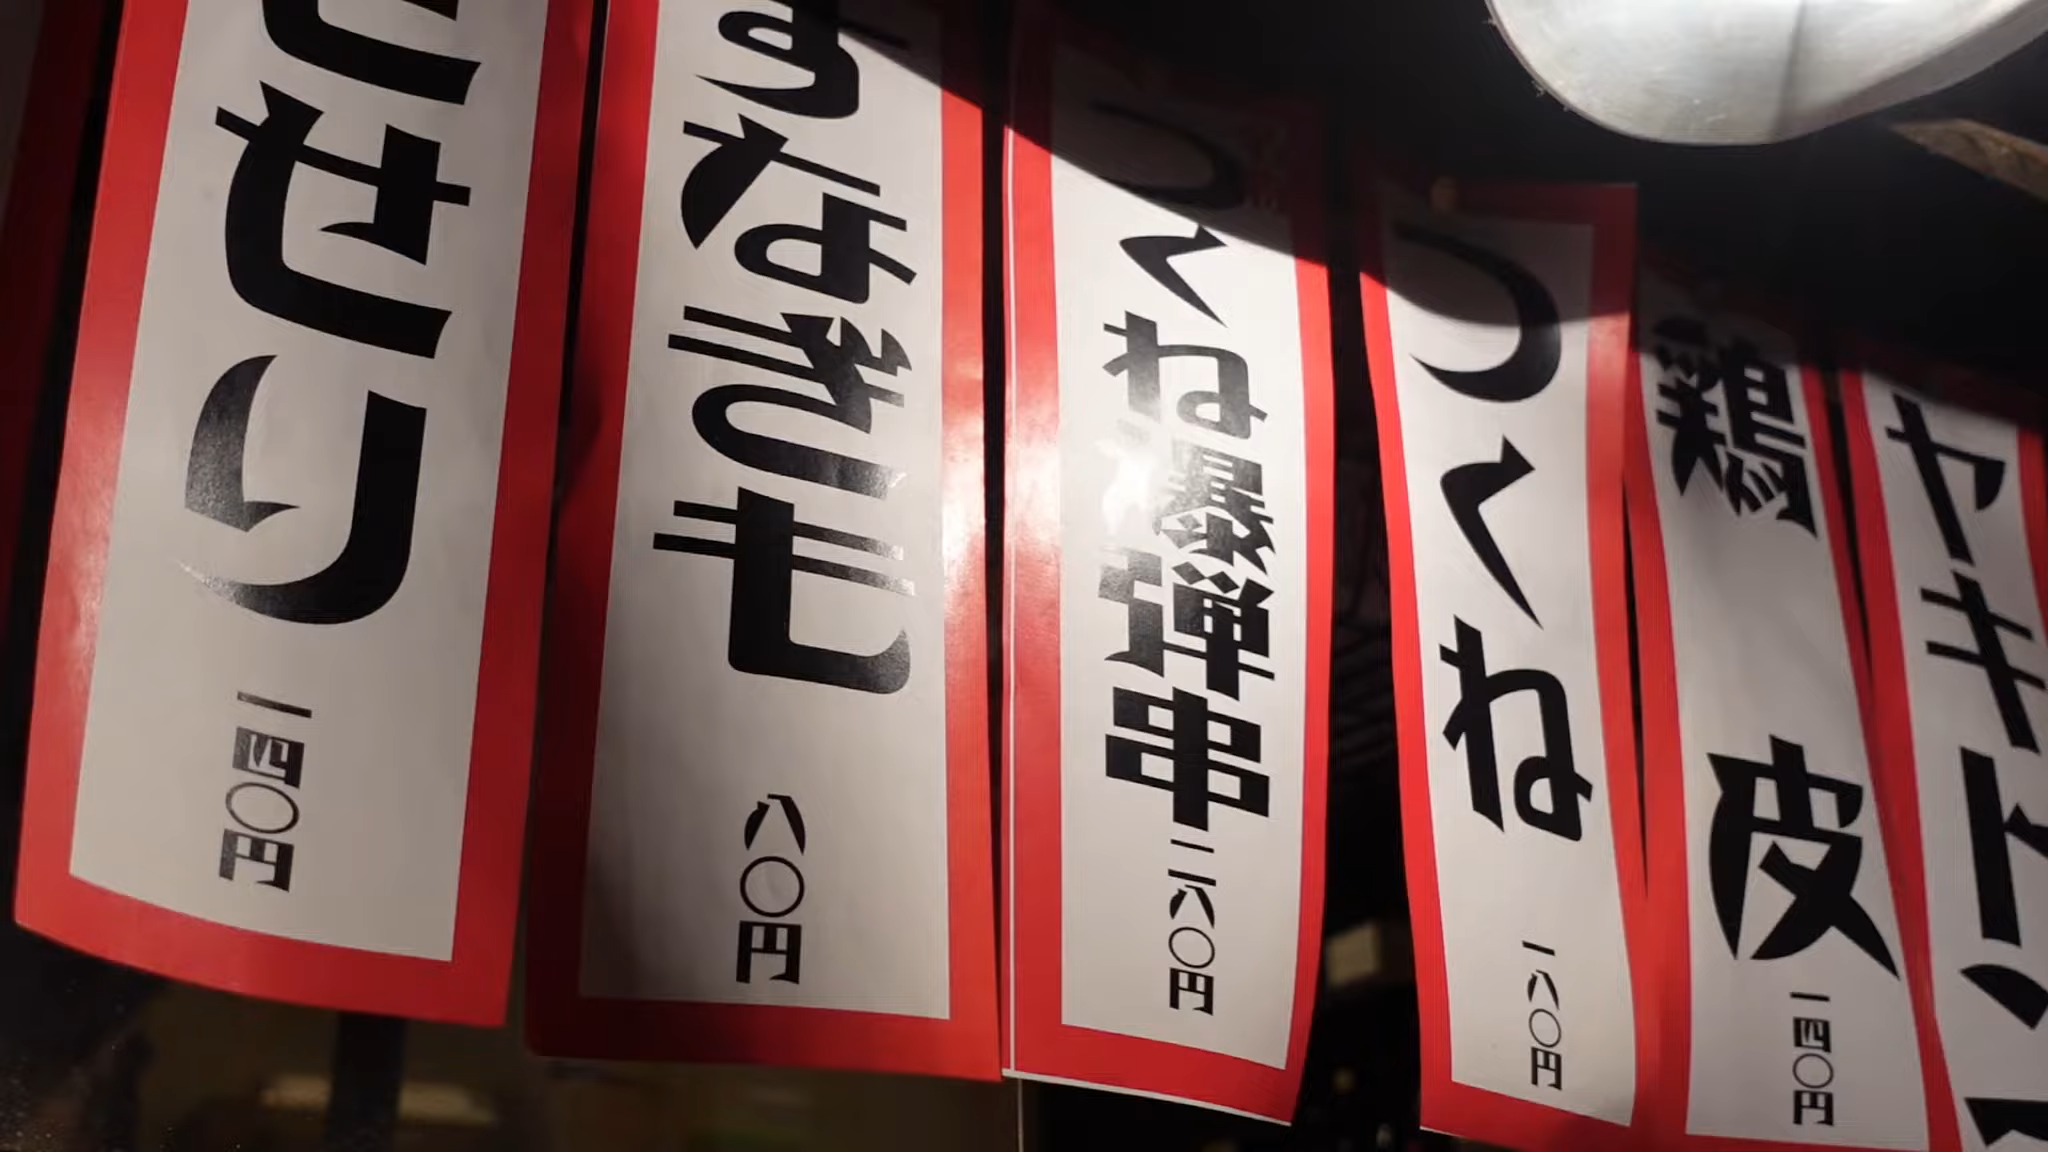 ヤキトン
鶏皮 一四〇円
つくね 一八〇円
つくね爆弾串 二八〇円
すなぎも 八〇円
せせり 一四〇円